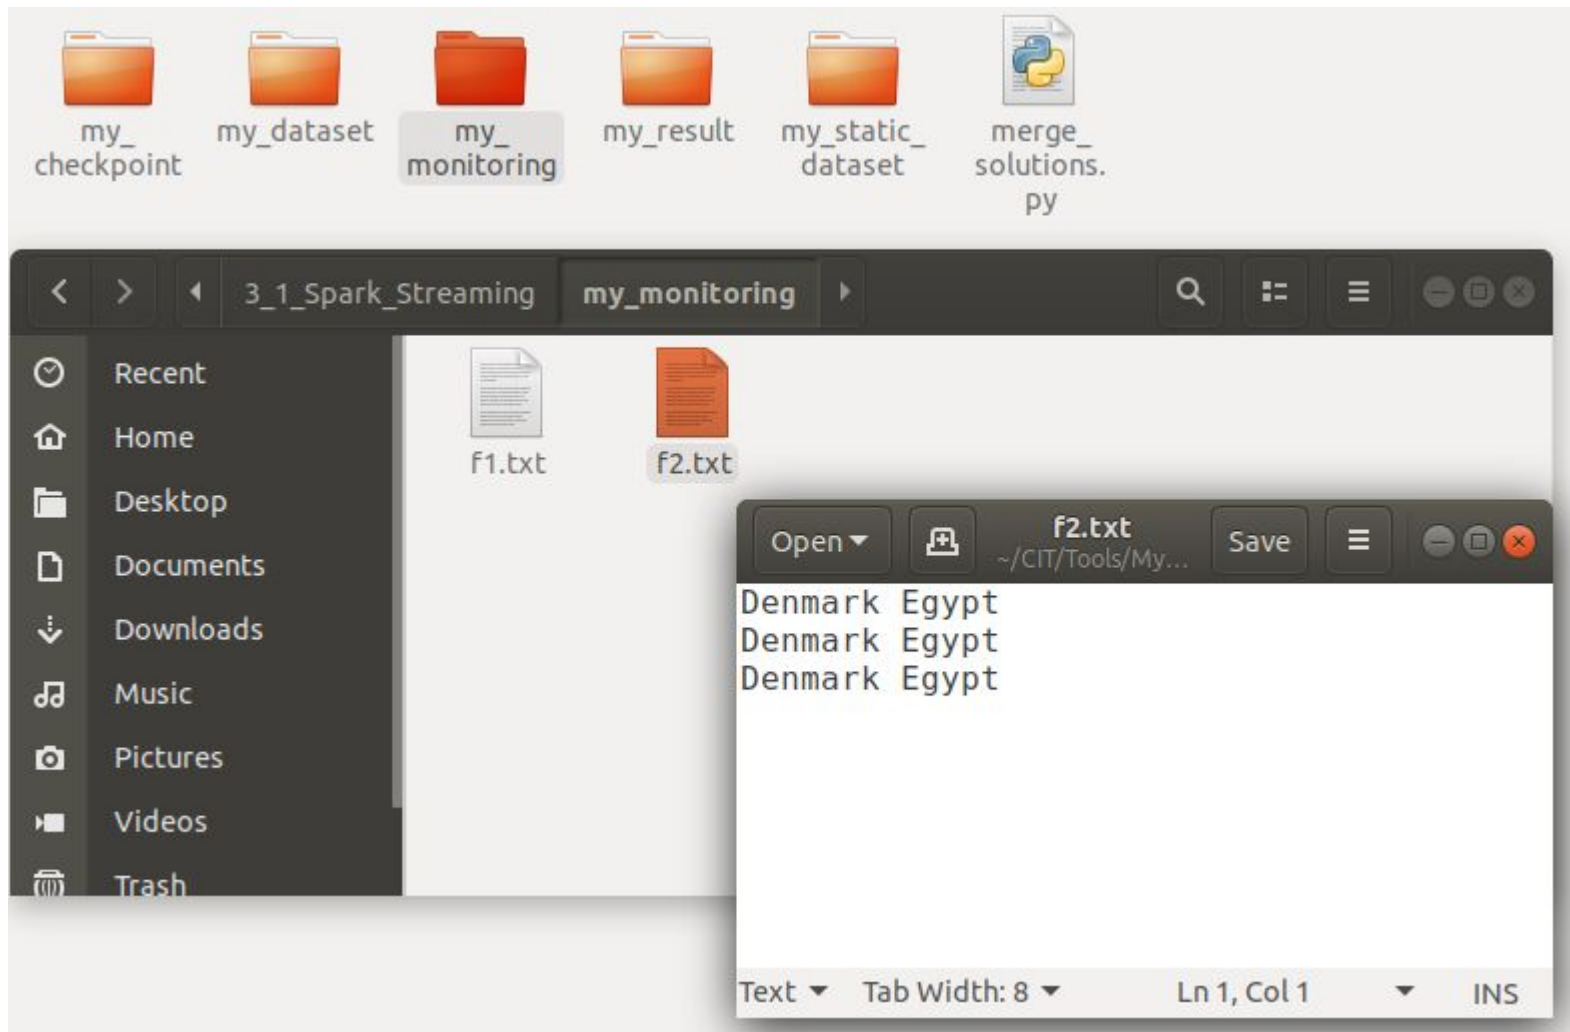 my_
checkpoint
my_dataset
my_
monitoring
my_result
my_static_
dataset
merge_
solutions.
py
3_1_Spark_Streaming
my_monitoring
Recent
Home
Desktop
Documents
Downloads
Music
Pictures
Videos
Trash
f1.txt
f2.txt
Open
f2.txt
~/CIT/Tools/My...
Save
Denmark Egypt
Denmark Egypt
Denmark Egypt
Text
Tab Width: 8
Ln 1, Col 1
INS